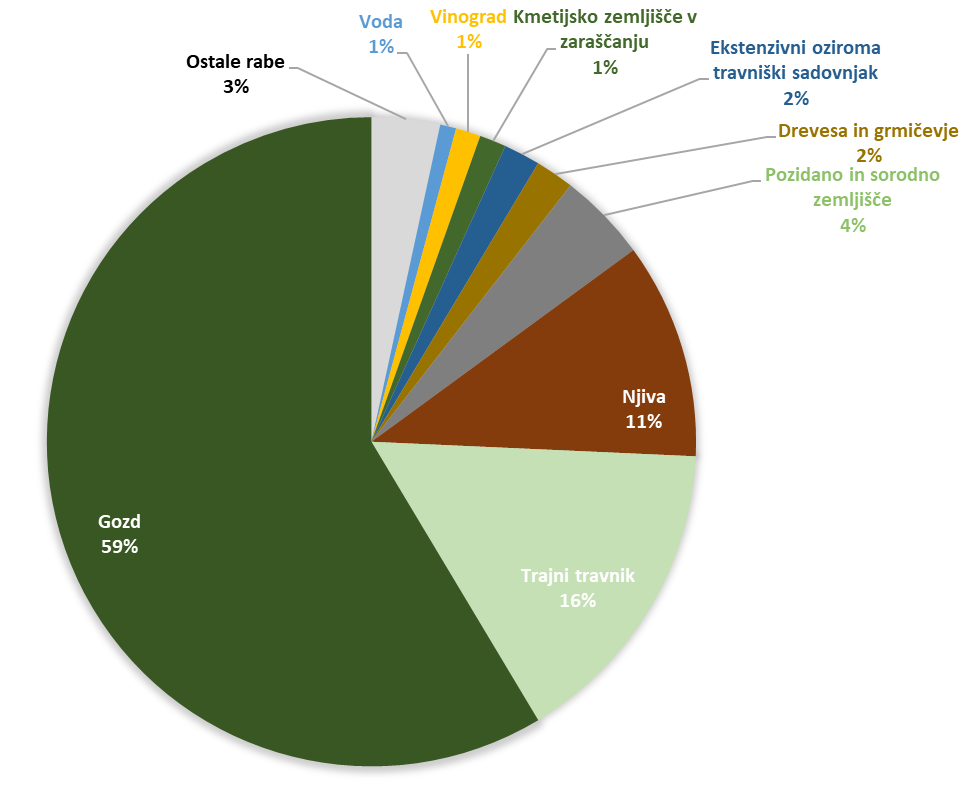 Ostale rabe
3%
Voda
1%
Vinograd
1%
Kmetijsko zemljišče v
zaraščanju
1%
Ekstenzivni oziroma
travniški sadovnjak
2%
Drevesa in grmičevje
2%
Pozidano in sorodno
zemljišče
4%
Njiva
11%
Trajni travnik
16%
Gozd
59%